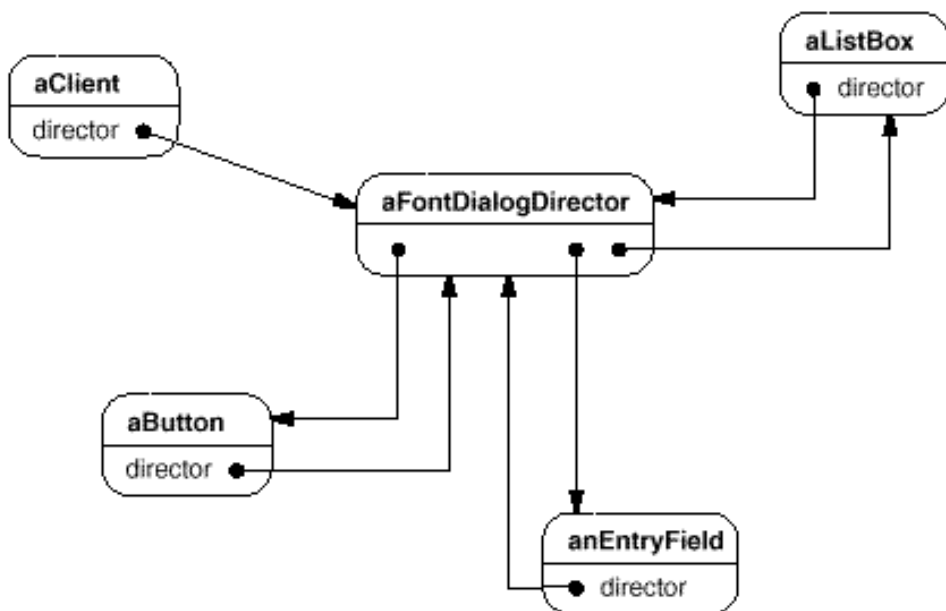 aListBox
director
aClient
director
aFontDialogDirector
aButton
director
anEntryField
director